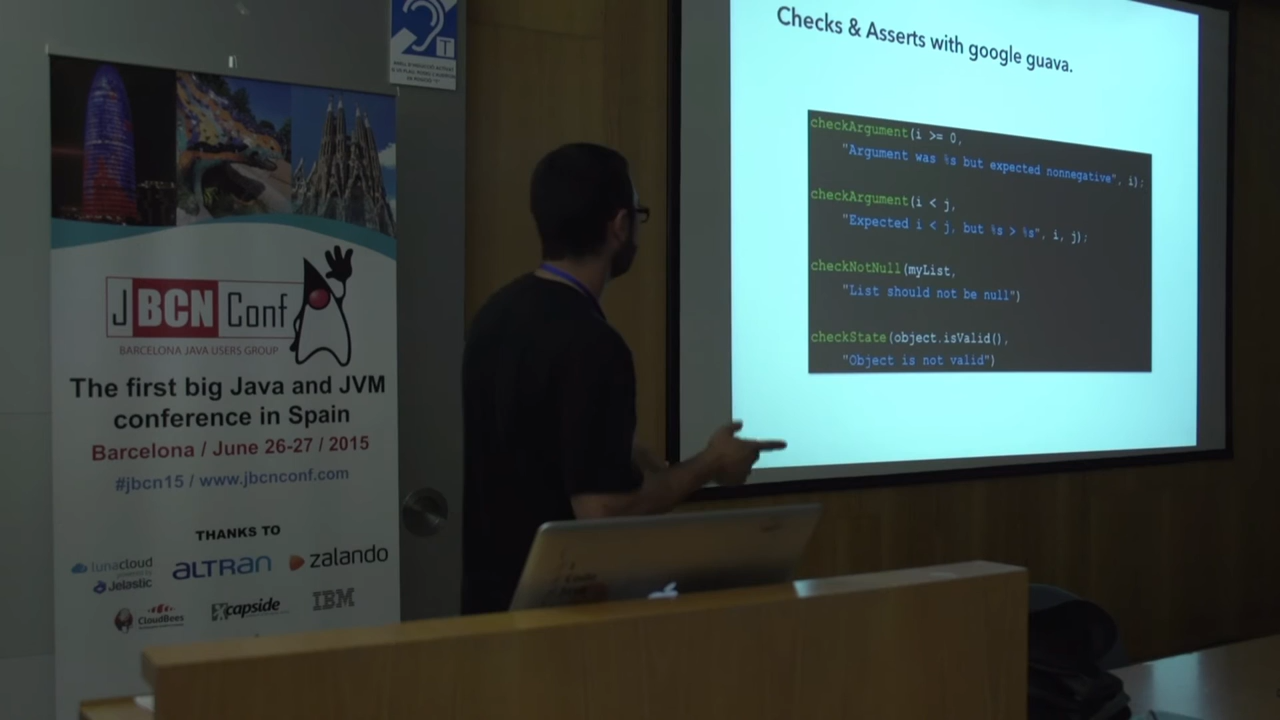 JBCNConf
BARCELONA JAVA USERS GROUP
The first big Java and JVM
conference in Spain
Barcelona / June 26-27 / 2015
#jbcn15 / www.jbcnconf.com
THANKS TO
lunacloud
Jelastic
ALTRAN
zalando
CloudBees
capside
IBM
T
Checks & Asserts with google guava.
checkArgument(i >= 0,
"Argument was %s but expected nonnegative", i);
checkArgument(i < j,
"Expected i < j, but %s > %s", i, j);
checkNotNull(myList,
"List should not be null")
checkState(object.isValid(),
"Object is not valid")